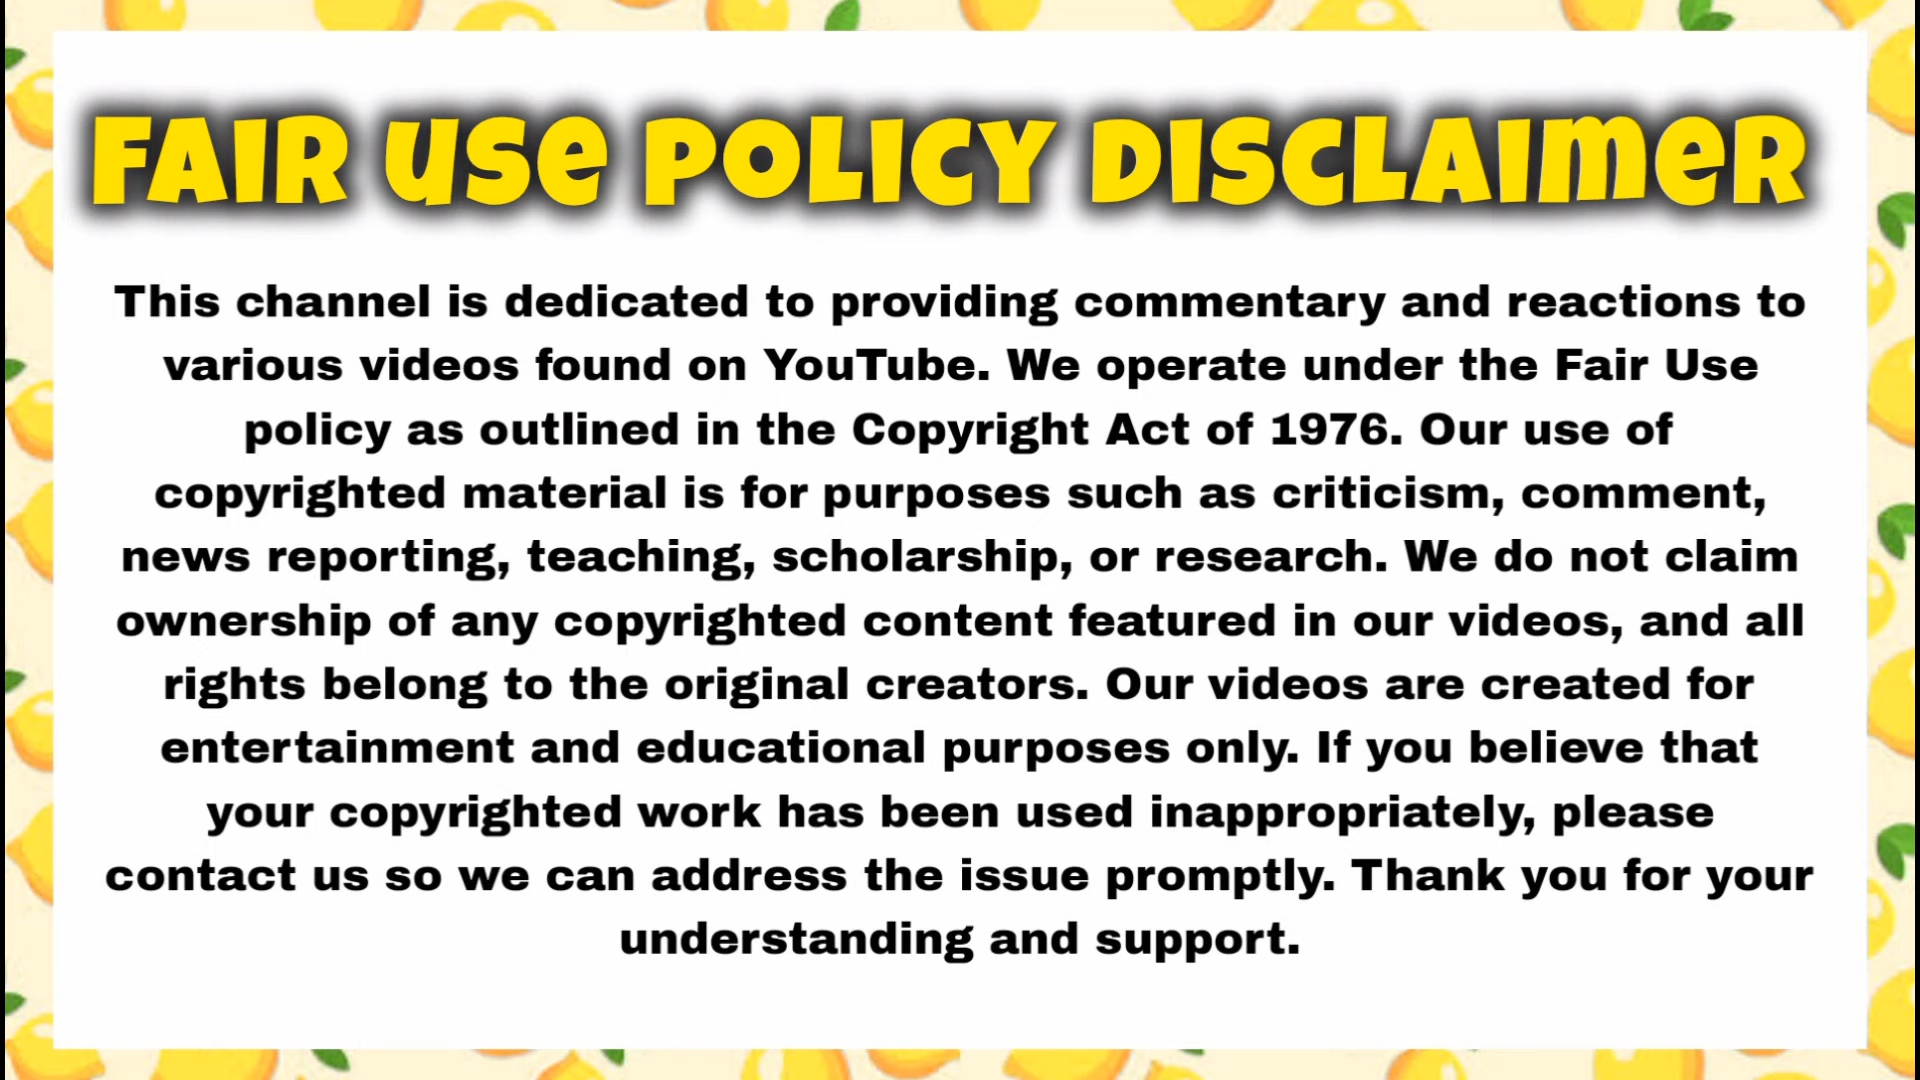 FAIR USE POLICY DISCLAIMER
This channel is dedicated to providing commentary and reactions to
various videos found on YouTube. We operate under the Fair Use
policy as outlined in the Copyright Act of 1976. Our use of
copyrighted material is for purposes such as criticism, comment,
news reporting, teaching, scholarship, or research. We do not claim
ownership of any copyrighted content featured in our videos, and all
rights belong to the original creators. Our videos are created for
entertainment and educational purposes only. If you believe that
your copyrighted work has been used inappropriately, please
contact us so we can address the issue promptly. Thank you for your
understanding and support.